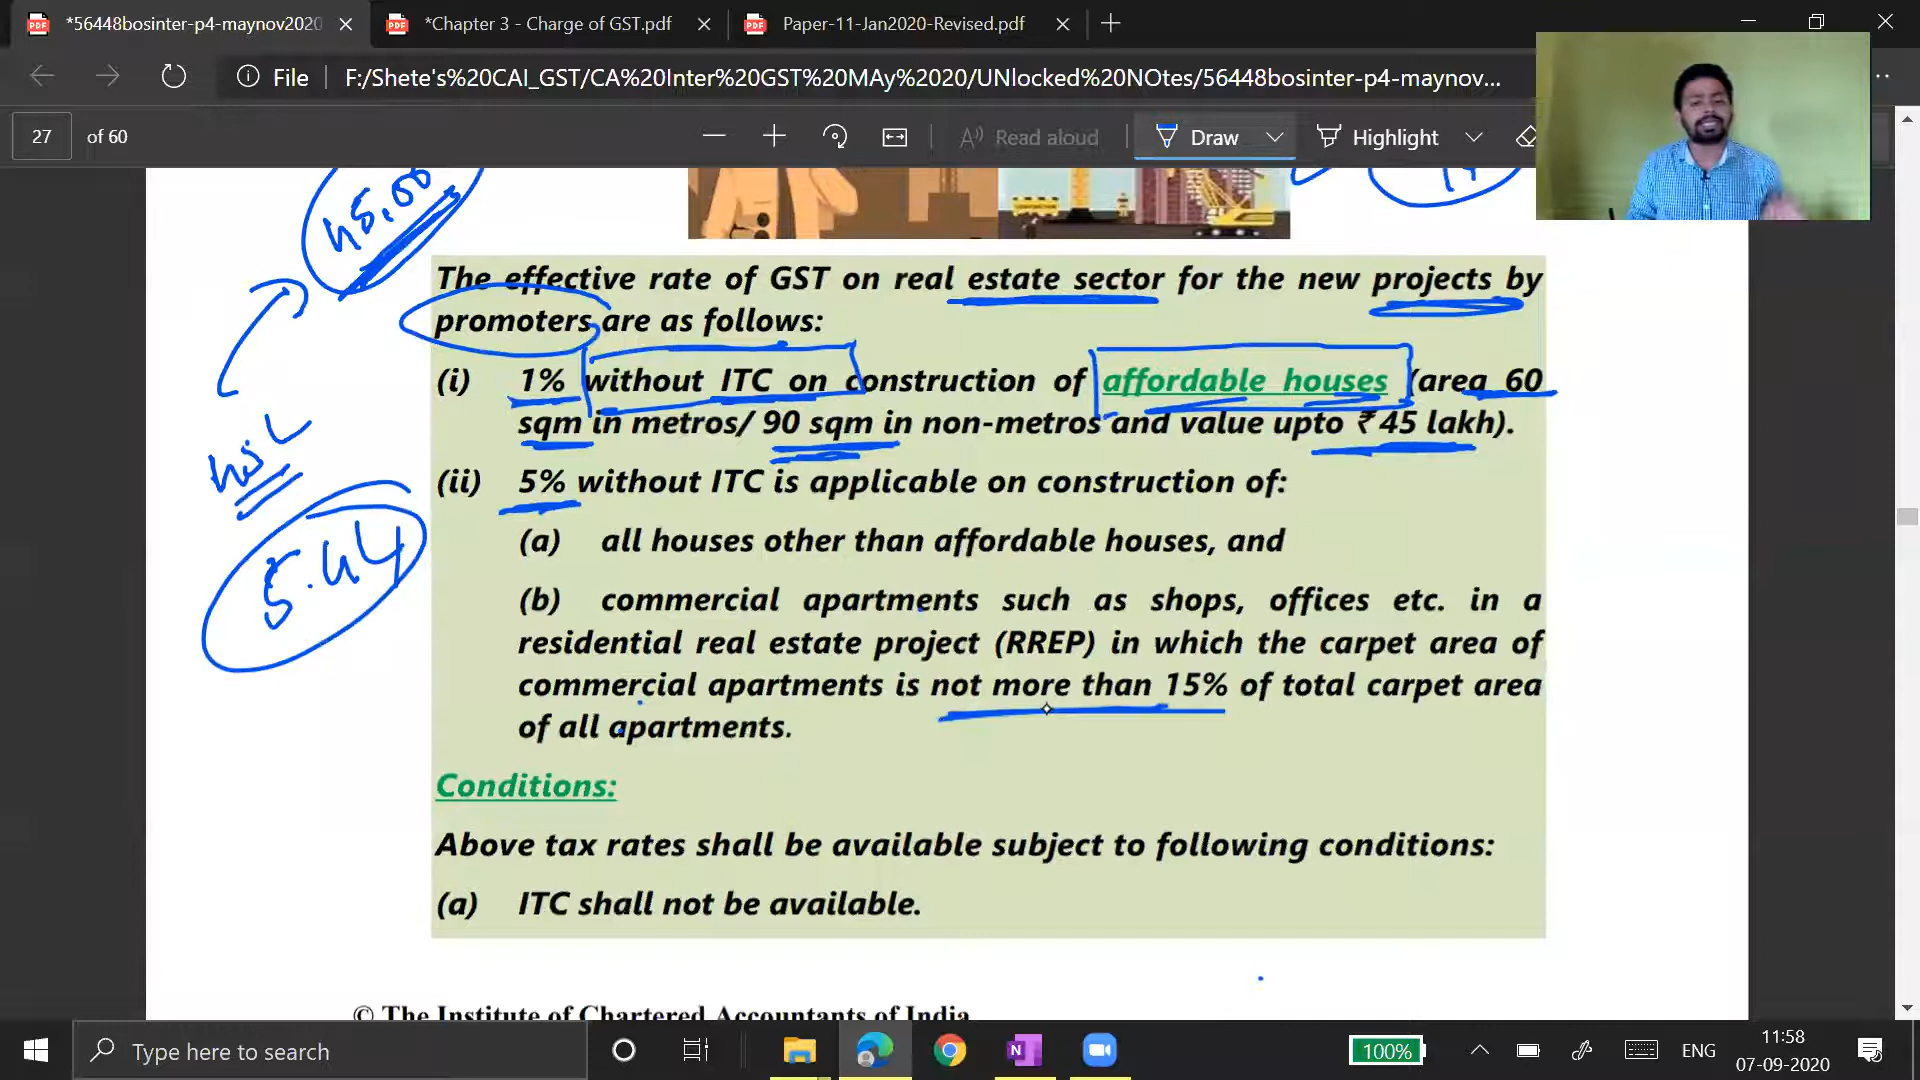 *56448bosinter-p4-maynov2020
*Chapter 3 - Charge of GST.pdf
Paper-11-Jan2020-Revised.pdf
File
F:/Shete's%20CAI_GST/CA%20Inter%20GST%20MAy%202020/UNlocked%20NOtes/56448bosinter-p4-maynov...
27 of 60
Read aloud
Draw
Highlight
The effective rate of GST on real estate sector for the new projects by
promoters are as follows:
(i) 1% without ITC on construction of affordable houses (area 60
sqm in metros/ 90 sqm in non-metros and value upto ₹ 45 lakh).
45L
(ii) 5% without ITC is applicable on construction of:
5.4L
(a) all houses other than affordable houses, and
(b) commercial apartments such as shops, offices etc. in a
residential real estate project (RREP) in which the carpet area of
commercial apartments is not more than 15% of total carpet area
of all apartments.
Conditions:
Above tax rates shall be available subject to following conditions:
(a) ITC shall not be available.
© The Institute of Chartered Accountants of India
Type here to search
100%
ENG
11:58
07-09-2020